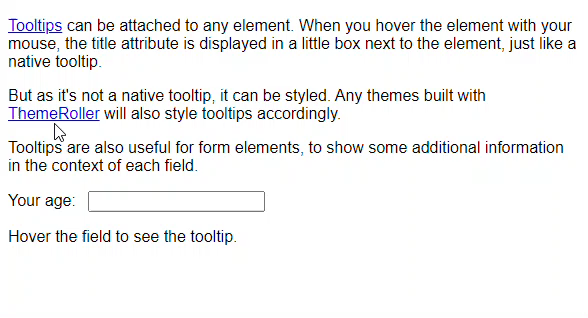 Tooltips can be attached to any element. When you hover the element with your
mouse, the title attribute is displayed in a little box next to the element, just like a
native tooltip.
But as it's not a native tooltip, it can be styled. Any themes built with
ThemeRoller will also style tooltips accordingly.
Tooltips are also useful for form elements, to show some additional information
in the context of each field.
Your age:
Hover the field to see the tooltip.